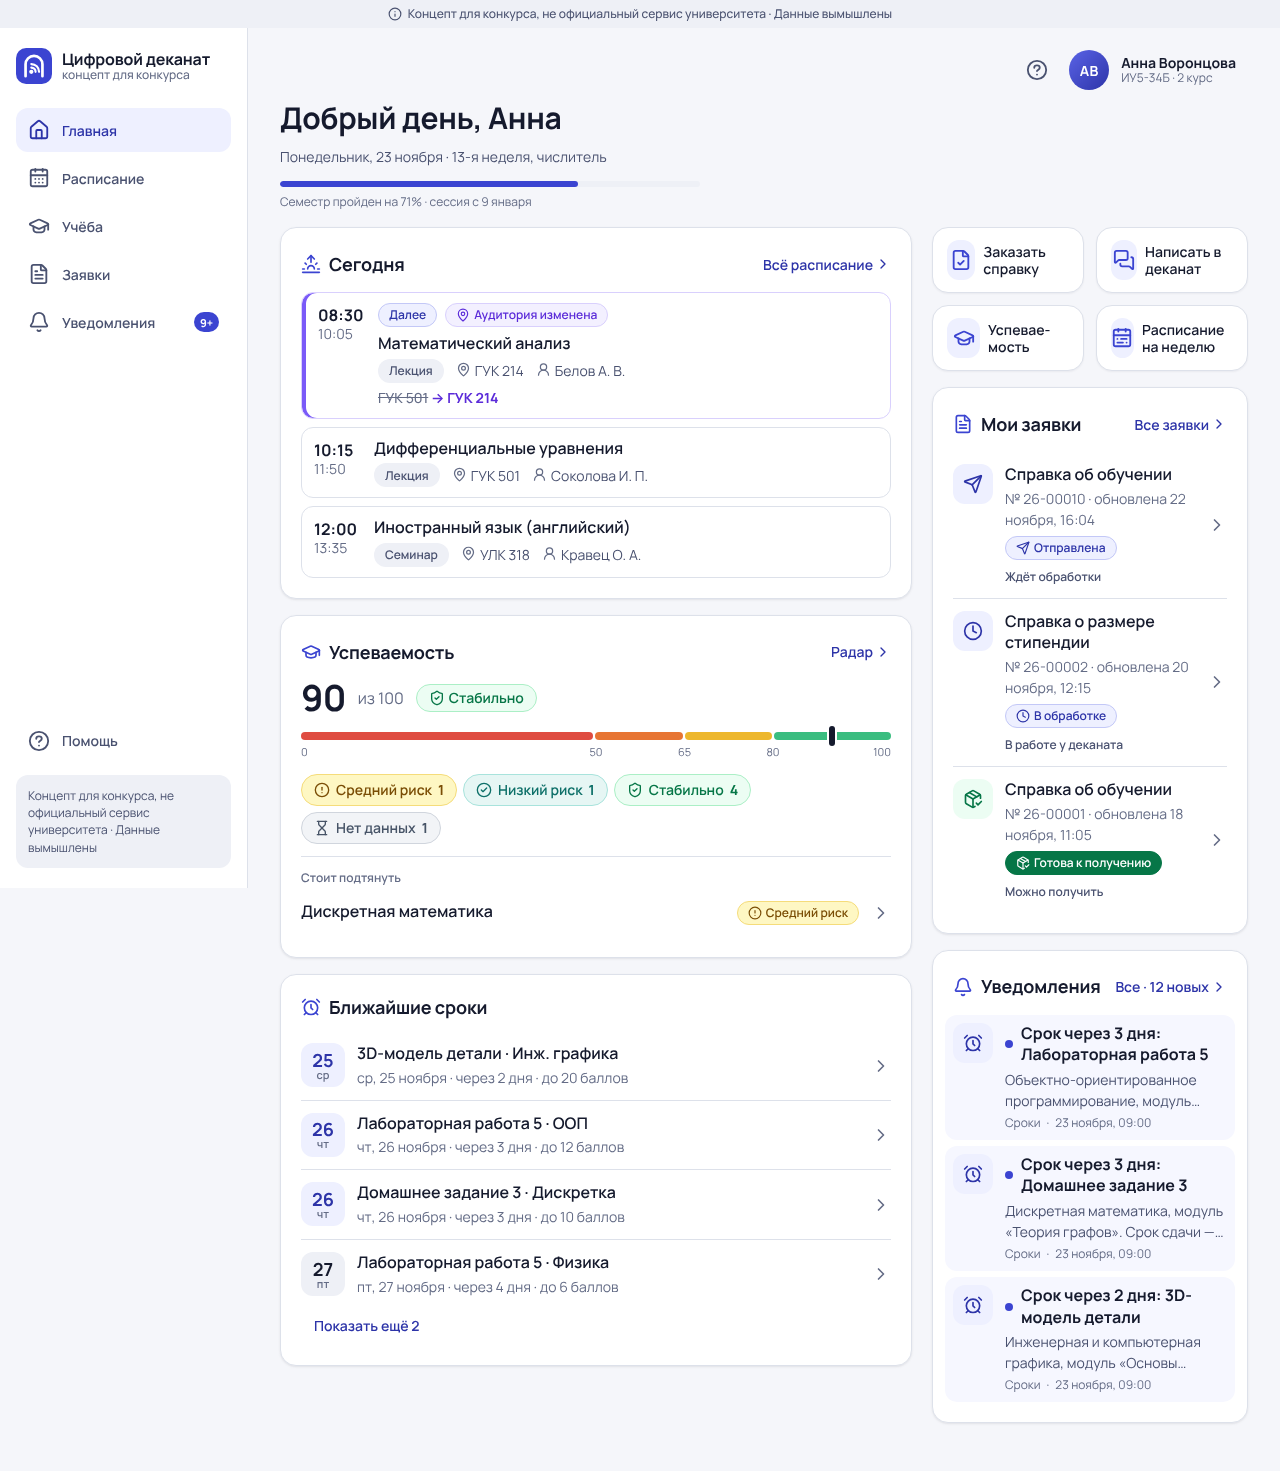 Концепт для конкурса, не официальный сервис университета · Данные вымышлены
Цифровой деканат
концепт для конкурса
Главная
Расписание
Учёба
Заявки
Уведомления
9+
Помощь
Концепт для конкурса, не
официальный сервис
университета · Данные
вымышлены
АВ
Анна Воронцова
ИУ5-34Б · 2 курс
Добрый день, Анна
Понедельник, 23 ноября · 13-я неделя, числитель
Семестр пройден на 71% · сессия с 9 января
Сегодня
Всё расписание
08:30
10:05
Далее
Аудитория изменена
Математический анализ
Лекция
ГУК 214
Белов А. В.
ГУК 501 → ГУК 214
10:15
11:50
Дифференциальные уравнения
Лекция
ГУК 501
Соколова И. П.
12:00
13:35
Иностранный язык (английский)
Семинар
УЛК 318
Кравец О. А.
Успеваемость
Радар
90 из 100
Стабильно
0 50 65 80 100
Средний риск 1
Низкий риск 1
Стабильно 4
Нет данных 1
Стоит подтянуть
Дискретная математика
Средний риск
Ближайшие сроки
25
ср
3D-модель детали · Инж. графика
ср, 25 ноября · через 2 дня · до 20 баллов
26
чт
Лабораторная работа 5 · ООП
чт, 26 ноября · через 3 дня · до 12 баллов
26
чт
Домашнее задание 3 · Дискретка
чт, 26 ноября · через 3 дня · до 10 баллов
27
пт
Лабораторная работа 5 · Физика
пт, 27 ноября · через 4 дня · до 6 баллов
Показать ещё 2
Заказать
справку
Написать в
деканат
Успевае-
мость
Расписание
на неделю
Мои заявки
Все заявки
Справка об обучении
№ 26-00010 · обновлена 22
ноября, 16:04
Отправлена
Ждёт обработки
Справка о размере
стипендии
№ 26-00002 · обновлена 20
ноября, 12:15
В обработке
В работе у деканата
Справка об обучении
№ 26-00001 · обновлена 18
ноября, 11:05
Готова к получению
Можно получить
Уведомления
Все · 12 новых
Срок через 3 дня:
Лабораторная работа 5
Объектно-ориентированное
программирование, модуль…
Сроки · 23 ноября, 09:00
Срок через 3 дня:
Домашнее задание 3
Дискретная математика, модуль
«Теория графов». Срок сдачи —…
Сроки · 23 ноября, 09:00
Срок через 2 дня: 3D-
модель детали
Инженерная и компьютерная
графика, модуль «Основы…
Сроки · 23 ноября, 09:00